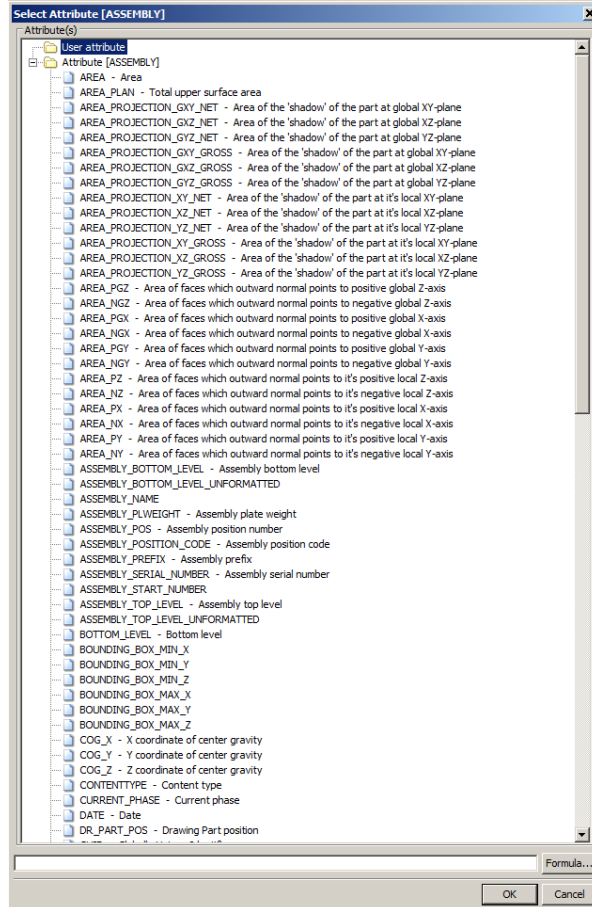 Select Attribute [ASSEMBLY]
Attribute(s)
User attribute
Attribute [ASSEMBLY]
AREA - Area
AREA_PLAN - Total upper surface area
AREA_PROJECTION_GXY_NET - Area of the 'shadow' of the part at global XY-plane
AREA_PROJECTION_GXZ_NET - Area of the 'shadow' of the part at global XZ-plane
AREA_PROJECTION_GYZ_NET - Area of the 'shadow' of the part at global YZ-plane
AREA_PROJECTION_GXY_GROSS - Area of the 'shadow' of the part at global XY-plane
AREA_PROJECTION_GXZ_GROSS - Area of the 'shadow' of the part at global XZ-plane
AREA_PROJECTION_GYZ_GROSS - Area of the 'shadow' of the part at global YZ-plane
AREA_PROJECTION_XY_NET - Area of the 'shadow' of the part at it's local XY-plane
AREA_PROJECTION_XZ_NET - Area of the 'shadow' of the part at it's local XZ-plane
AREA_PROJECTION_YZ_NET - Area of the 'shadow' of the part at it's local YZ-plane
AREA_PROJECTION_XY_GROSS - Area of the 'shadow' of the part at it's local XY-plane
AREA_PROJECTION_XZ_GROSS - Area of the 'shadow' of the part at it's local XZ-plane
AREA_PROJECTION_YZ_GROSS - Area of the 'shadow' of the part at it's local YZ-plane
AREA_PGZ - Area of faces which outward normal points to positive global Z-axis
AREA_NGZ - Area of faces which outward normal points to negative global Z-axis
AREA_PGX - Area of faces which outward normal points to positive global X-axis
AREA_NGX - Area of faces which outward normal points to negative global X-axis
AREA_PGY - Area of faces which outward normal points to positive global Y-axis
AREA_NGY - Area of faces which outward normal points to negative global Y-axis
AREA_PZ - Area of faces which outward normal points to it's positive local Z-axis
AREA_NZ - Area of faces which outward normal points to it's negative local Z-axis
AREA_PX - Area of faces which outward normal points to it's positive local X-axis
AREA_NX - Area of faces which outward normal points to it's negative local X-axis
AREA_PY - Area of faces which outward normal points to it's positive local Y-axis
AREA_NY - Area of faces which outward normal points to it's negative local Y-axis
ASSEMBLY_BOTTOM_LEVEL - Assembly bottom level
ASSEMBLY_BOTTOM_LEVEL_UNFORMATTED
ASSEMBLY_NAME
ASSEMBLY_PLWEIGHT - Assembly plate weight
ASSEMBLY_POS - Assembly position number
ASSEMBLY_POSITION_CODE - Assembly position code
ASSEMBLY_PREFIX - Assembly prefix
ASSEMBLY_SERIAL_NUMBER - Assembly serial number
ASSEMBLY_START_NUMBER
ASSEMBLY_TOP_LEVEL - Assembly top level
ASSEMBLY_TOP_LEVEL_UNFORMATTED
BOTTOM_LEVEL - Bottom level
BOUNDING_BOX_MIN_X
BOUNDING_BOX_MIN_Y
BOUNDING_BOX_MIN_Z
BOUNDING_BOX_MAX_X
BOUNDING_BOX_MAX_Y
BOUNDING_BOX_MAX_Z
COG_X - X coordinate of center gravity
COG_Y - Y coordinate of center gravity
COG_Z - Z coordinate of center gravity
CONTENTTYPE - Content type
CURRENT_PHASE - Current phase
DATE - Date
DR_PART_POS - Drawing Part position
Formula...
OK Cancel